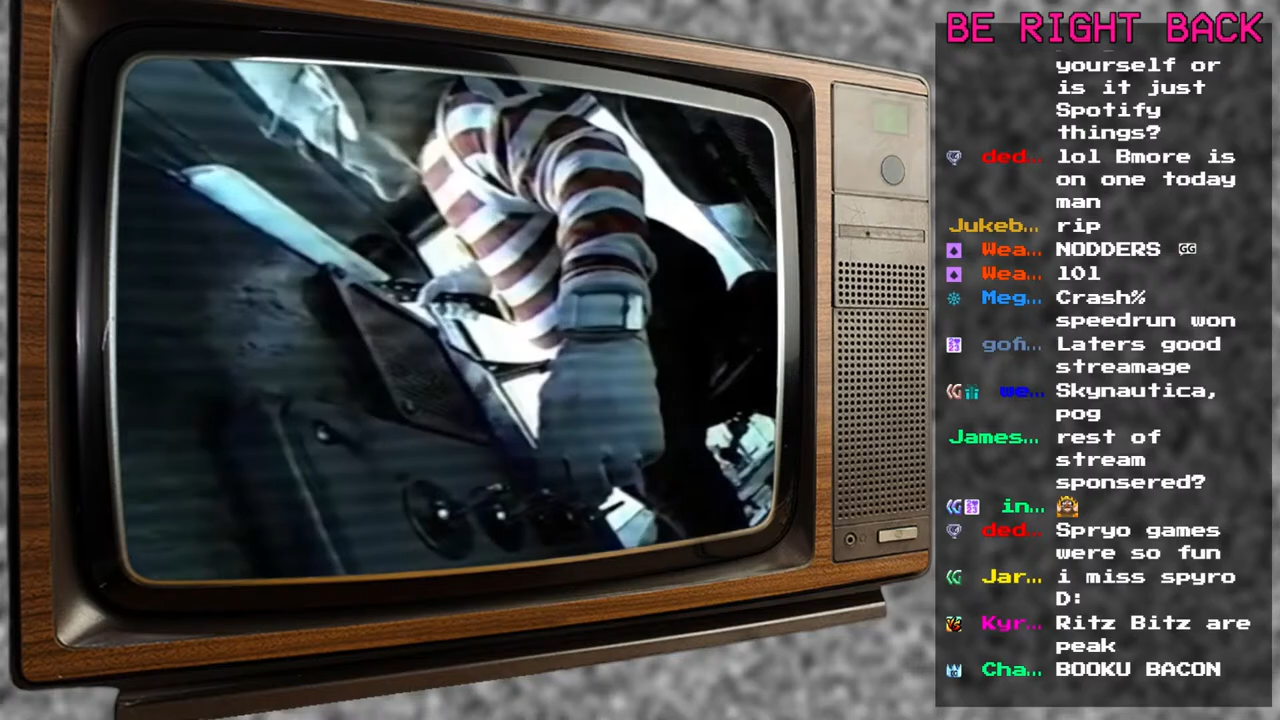 BE RIGHT BACK
yourself or
is it just
Spotify
things?
ded... lol Bmore is
on one today
man
Jukeb... rip
Wea... NODDERS GG
Wea... lol
Meg... Crash%
speedrun won
gofi... Laters good
streamage
we... Skynautica,
pog
James... rest of
stream
sponsered?
in...
ded... Spryo games
were so fun
Jar... i miss spyro
D:
Kyr... Ritz Bitz are
peak
Cha... BOOKU BACON